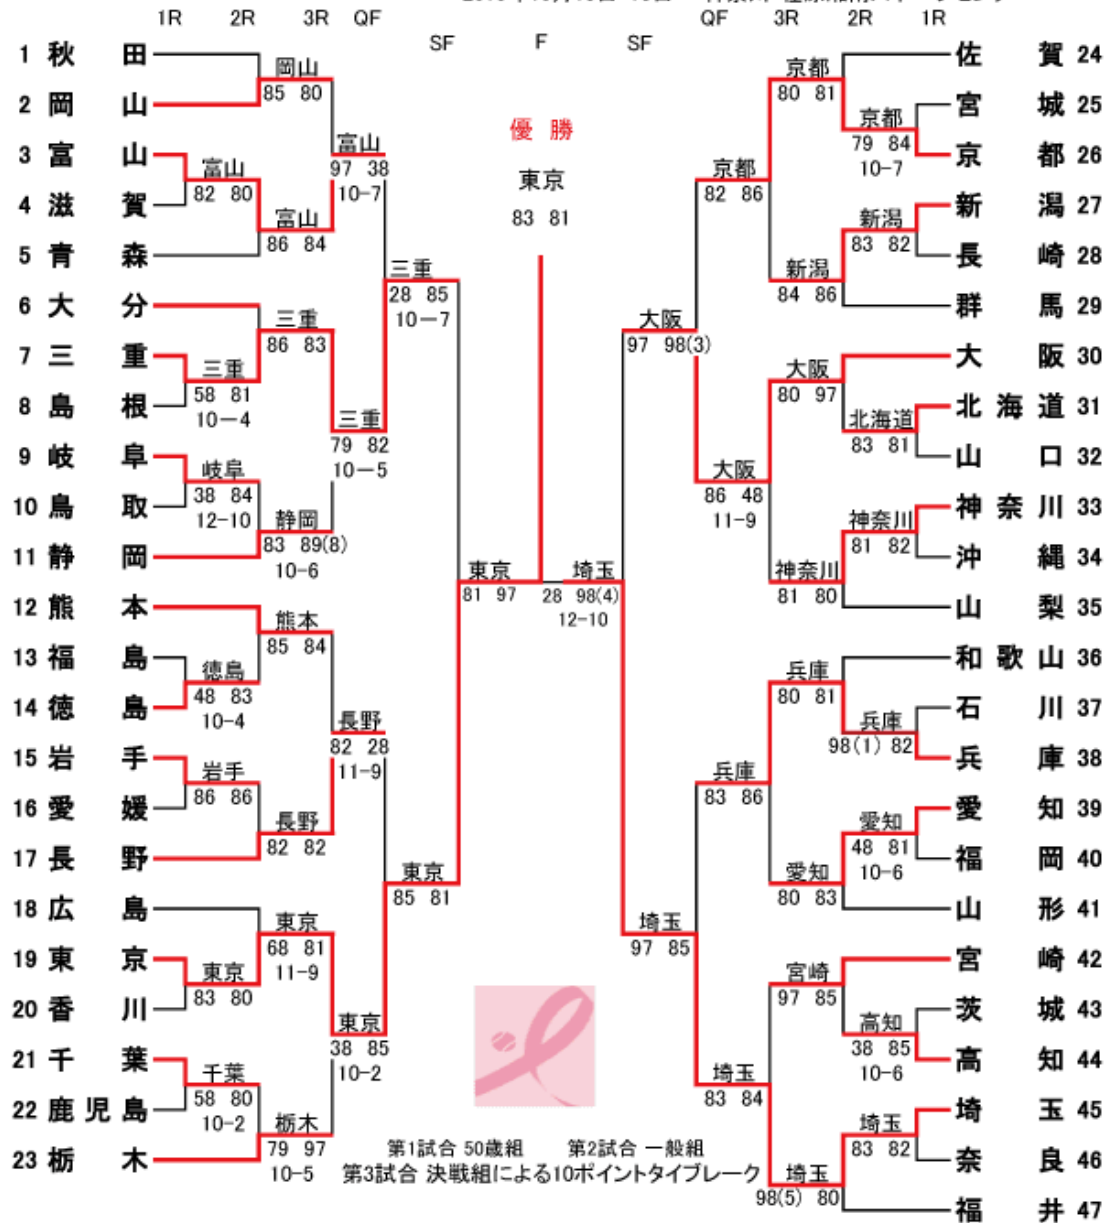 1R 2R 3R QF QF 3R 2R 1R
SF F SF
1 秋 田
2 岡 山
3 富 山
4 滋 賀
5 青 森
6 大 分
7 三 重
8 島 根
9 岐 阜
10 鳥 取
11 静 岡
12 熊 本
13 福 島
14 徳 島
15 岩 手
16 愛 媛
17 長 野
18 広 島
19 東 京
20 香 川
21 千 葉
22 鹿 児 島
23 栃 木
富山
82 80
三重
58 81
10-4
岐阜
38 84
12-10
徳島
48 83
10-4
岩手
86 86
東京
83 80
千葉
58 80
10-2
岡山
85 80
富山
86 84
三重
86 83
静岡
83 89(8)
10-6
熊本
85 84
長野
82 82
東京
68 81
11-9
栃木
79 97
10-5
富山
97 38
10-7
三重
79 82
10-5
長野
82 28
11-9
東京
38 85
10-2
三重
28 85
10-7
東京
85 81
東京
81 97
優 勝
東京
83 81
埼玉
28 98(4)
12-10
大阪
97 98(3)
埼玉
97 85
京都
82 86
大阪
86 48
11-9
兵庫
83 86
埼玉
83 84
京都
80 81
新潟
84 86
大阪
80 97
神奈川
81 80
兵庫
80 81
愛知
80 83
宮崎
97 85
埼玉
98(5) 80
京都
79 84
10-7
新潟
83 82
北海道
83 81
神奈川
81 82
兵庫
98(1) 82
愛知
48 81
10-6
高知
38 85
10-6
埼玉
83 82
佐 賀 24
宮 城 25
京 都 26
新 潟 27
長 崎 28
群 馬 29
大 阪 30
北 海 道 31
山 口 32
神 奈 川 33
沖 縄 34
山 梨 35
和 歌 山 36
石 川 37
兵 庫 38
愛 知 39
福 岡 40
山 形 41
宮 崎 42
茨 城 43
高 知 44
埼 玉 45
奈 良 46
福 井 47
第1試合 50歳組 第2試合 一般組
第3試合 決戦組による10ポイントタイブレーク